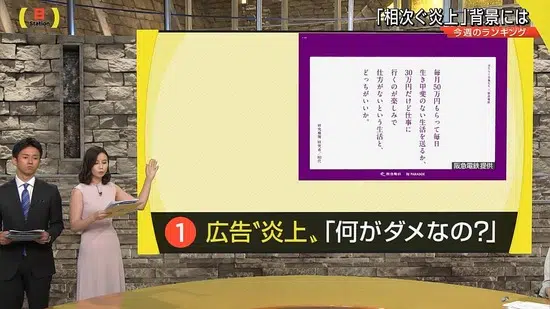 日
Station
「相次ぐ炎上」背景には
今週のランキング
毎月50万円もらって毎日
生き甲斐のない生活を送るか、
30万円だけど仕事に
行くのが楽しみで
仕方がないという生活と、
どっちがいいか。
阪急電鉄提供
1 広告〝炎上〟「何がダメなの?」